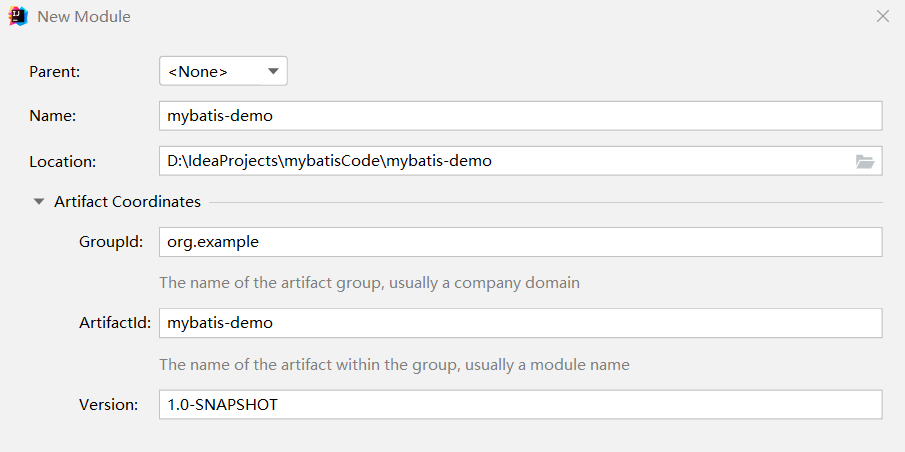 New Module
Parent: <None>
Name: mybatis-demo
Location: D:\IdeaProjects\mybatisCode\mybatis-demo
Artifact Coordinates
GroupId: org.example
The name of the artifact group, usually a company domain
ArtifactId: mybatis-demo
The name of the artifact within the group, usually a module name
Version: 1.0-SNAPSHOT